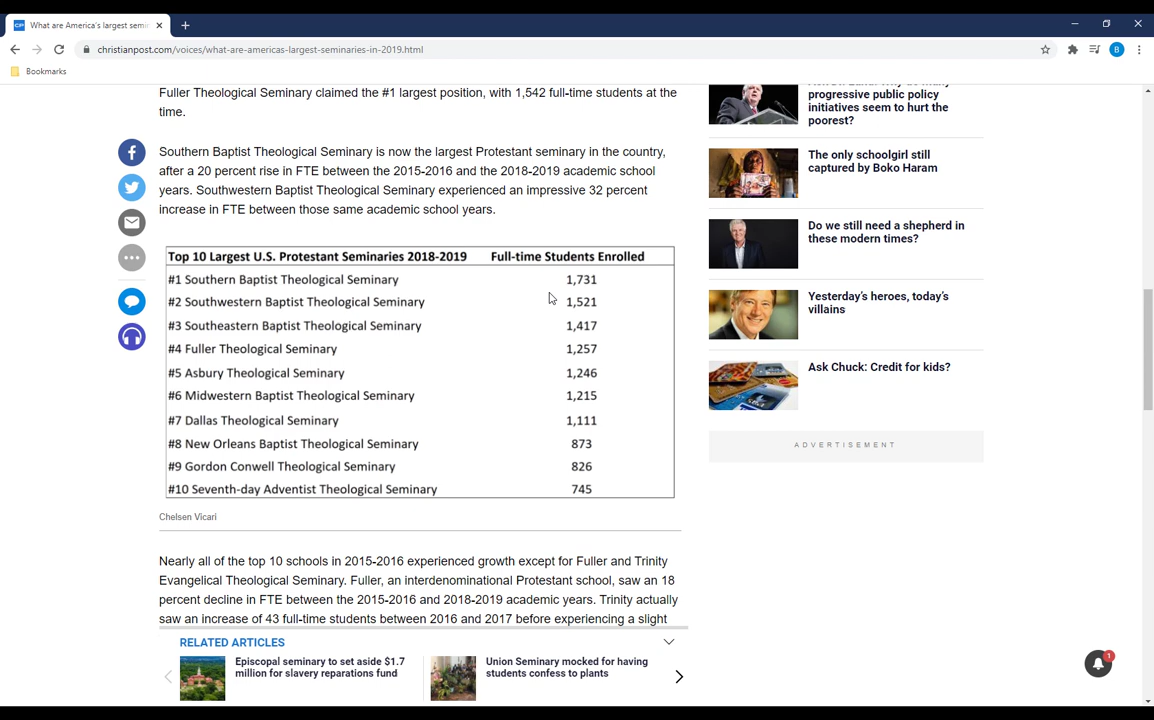 What are America's largest semi
christianpost.com/voices/what-are-americas-largest-seminaries-in-2019.html
B
Bookmarks
Fuller Theological Seminary claimed the #1 largest position, with 1,542 full-time students at the
time.
Southern Baptist Theological Seminary is now the largest Protestant seminary in the country,
after a 20 percent rise in FTE between the 2015-2016 and the 2018-2019 academic school
years. Southwestern Baptist Theological Seminary experienced an impressive 32 percent
increase in FTE between those same academic school years.
Top 10 Largest U.S. Protestant Seminaries 2018-2019 Full-time Students Enrolled
#1 Southern Baptist Theological Seminary 1,731
#2 Southwestern Baptist Theological Seminary 1,521
#3 Southeastern Baptist Theological Seminary 1,417
#4 Fuller Theological Seminary 1,257
#5 Asbury Theological Seminary 1,246
#6 Midwestern Baptist Theological Seminary 1,215
#7 Dallas Theological Seminary 1,111
#8 New Orleans Baptist Theological Seminary 873
#9 Gordon Conwell Theological Seminary 826
#10 Seventh-day Adventist Theological Seminary 745
Chelsen Vicari
Nearly all of the top 10 schools in 2015-2016 experienced growth except for Fuller and Trinity
Evangelical Theological Seminary. Fuller, an interdenominational Protestant school, saw an 18
percent decline in FTE between the 2015-2016 and 2018-2019 academic years. Trinity actually
saw an increase of 43 full-time students between 2016 and 2017 before experiencing a slight
RELATED ARTICLES
Episcopal seminary to set aside $1.7
million for slavery reparations fund
Union Seminary mocked for having
students confess to plants
progressive public policy
initiatives seem to hurt the
poorest?
The only schoolgirl still
captured by Boko Haram
Do we still need a shepherd in
these modern times?
Yesterday's heroes, today's
villains
Ask Chuck: Credit for kids?
ADVERTISEMENT
1